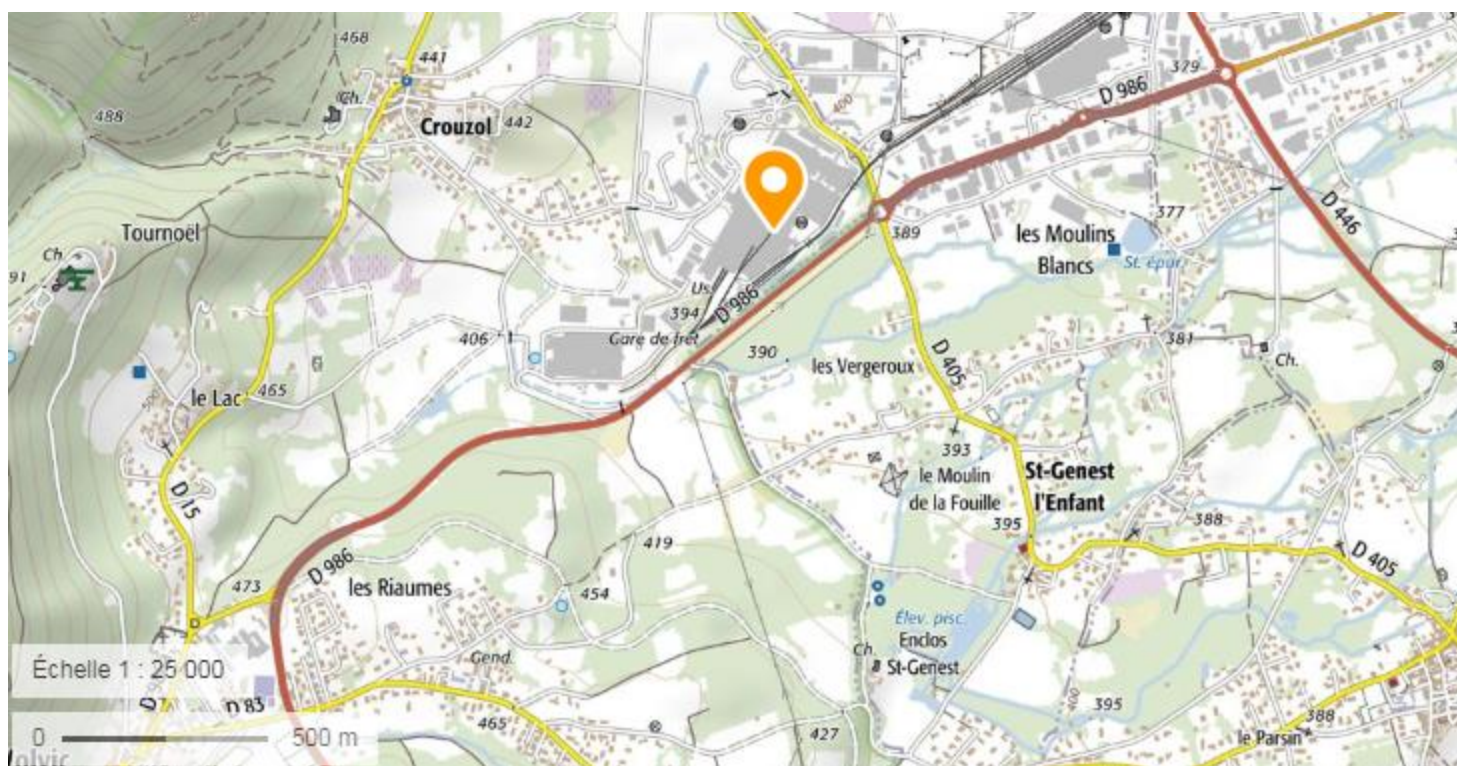 468
441
488
Ch.
Crouzol
442
400
D 986
379
Tournoël
Ch.
91
389
377
les Moulins
Blancs
St. épur.
D 446
Us.
394
D 986
Gare de fret
406
390
les Vergeroux
D 405
381
Ch.
le Lac
465
500
393
le Moulin
de la Fouille
St-Genest
l'Enfant
395
388
D 15
419
D 986
473
les Riaumes
454
D 405
Élev. pisc.
Enclos
St-Genest
Ch.
Gend.
Échelle 1 : 25 000
D 83
465
400
395
388
le Parsin
0
500 m
427
Volvic